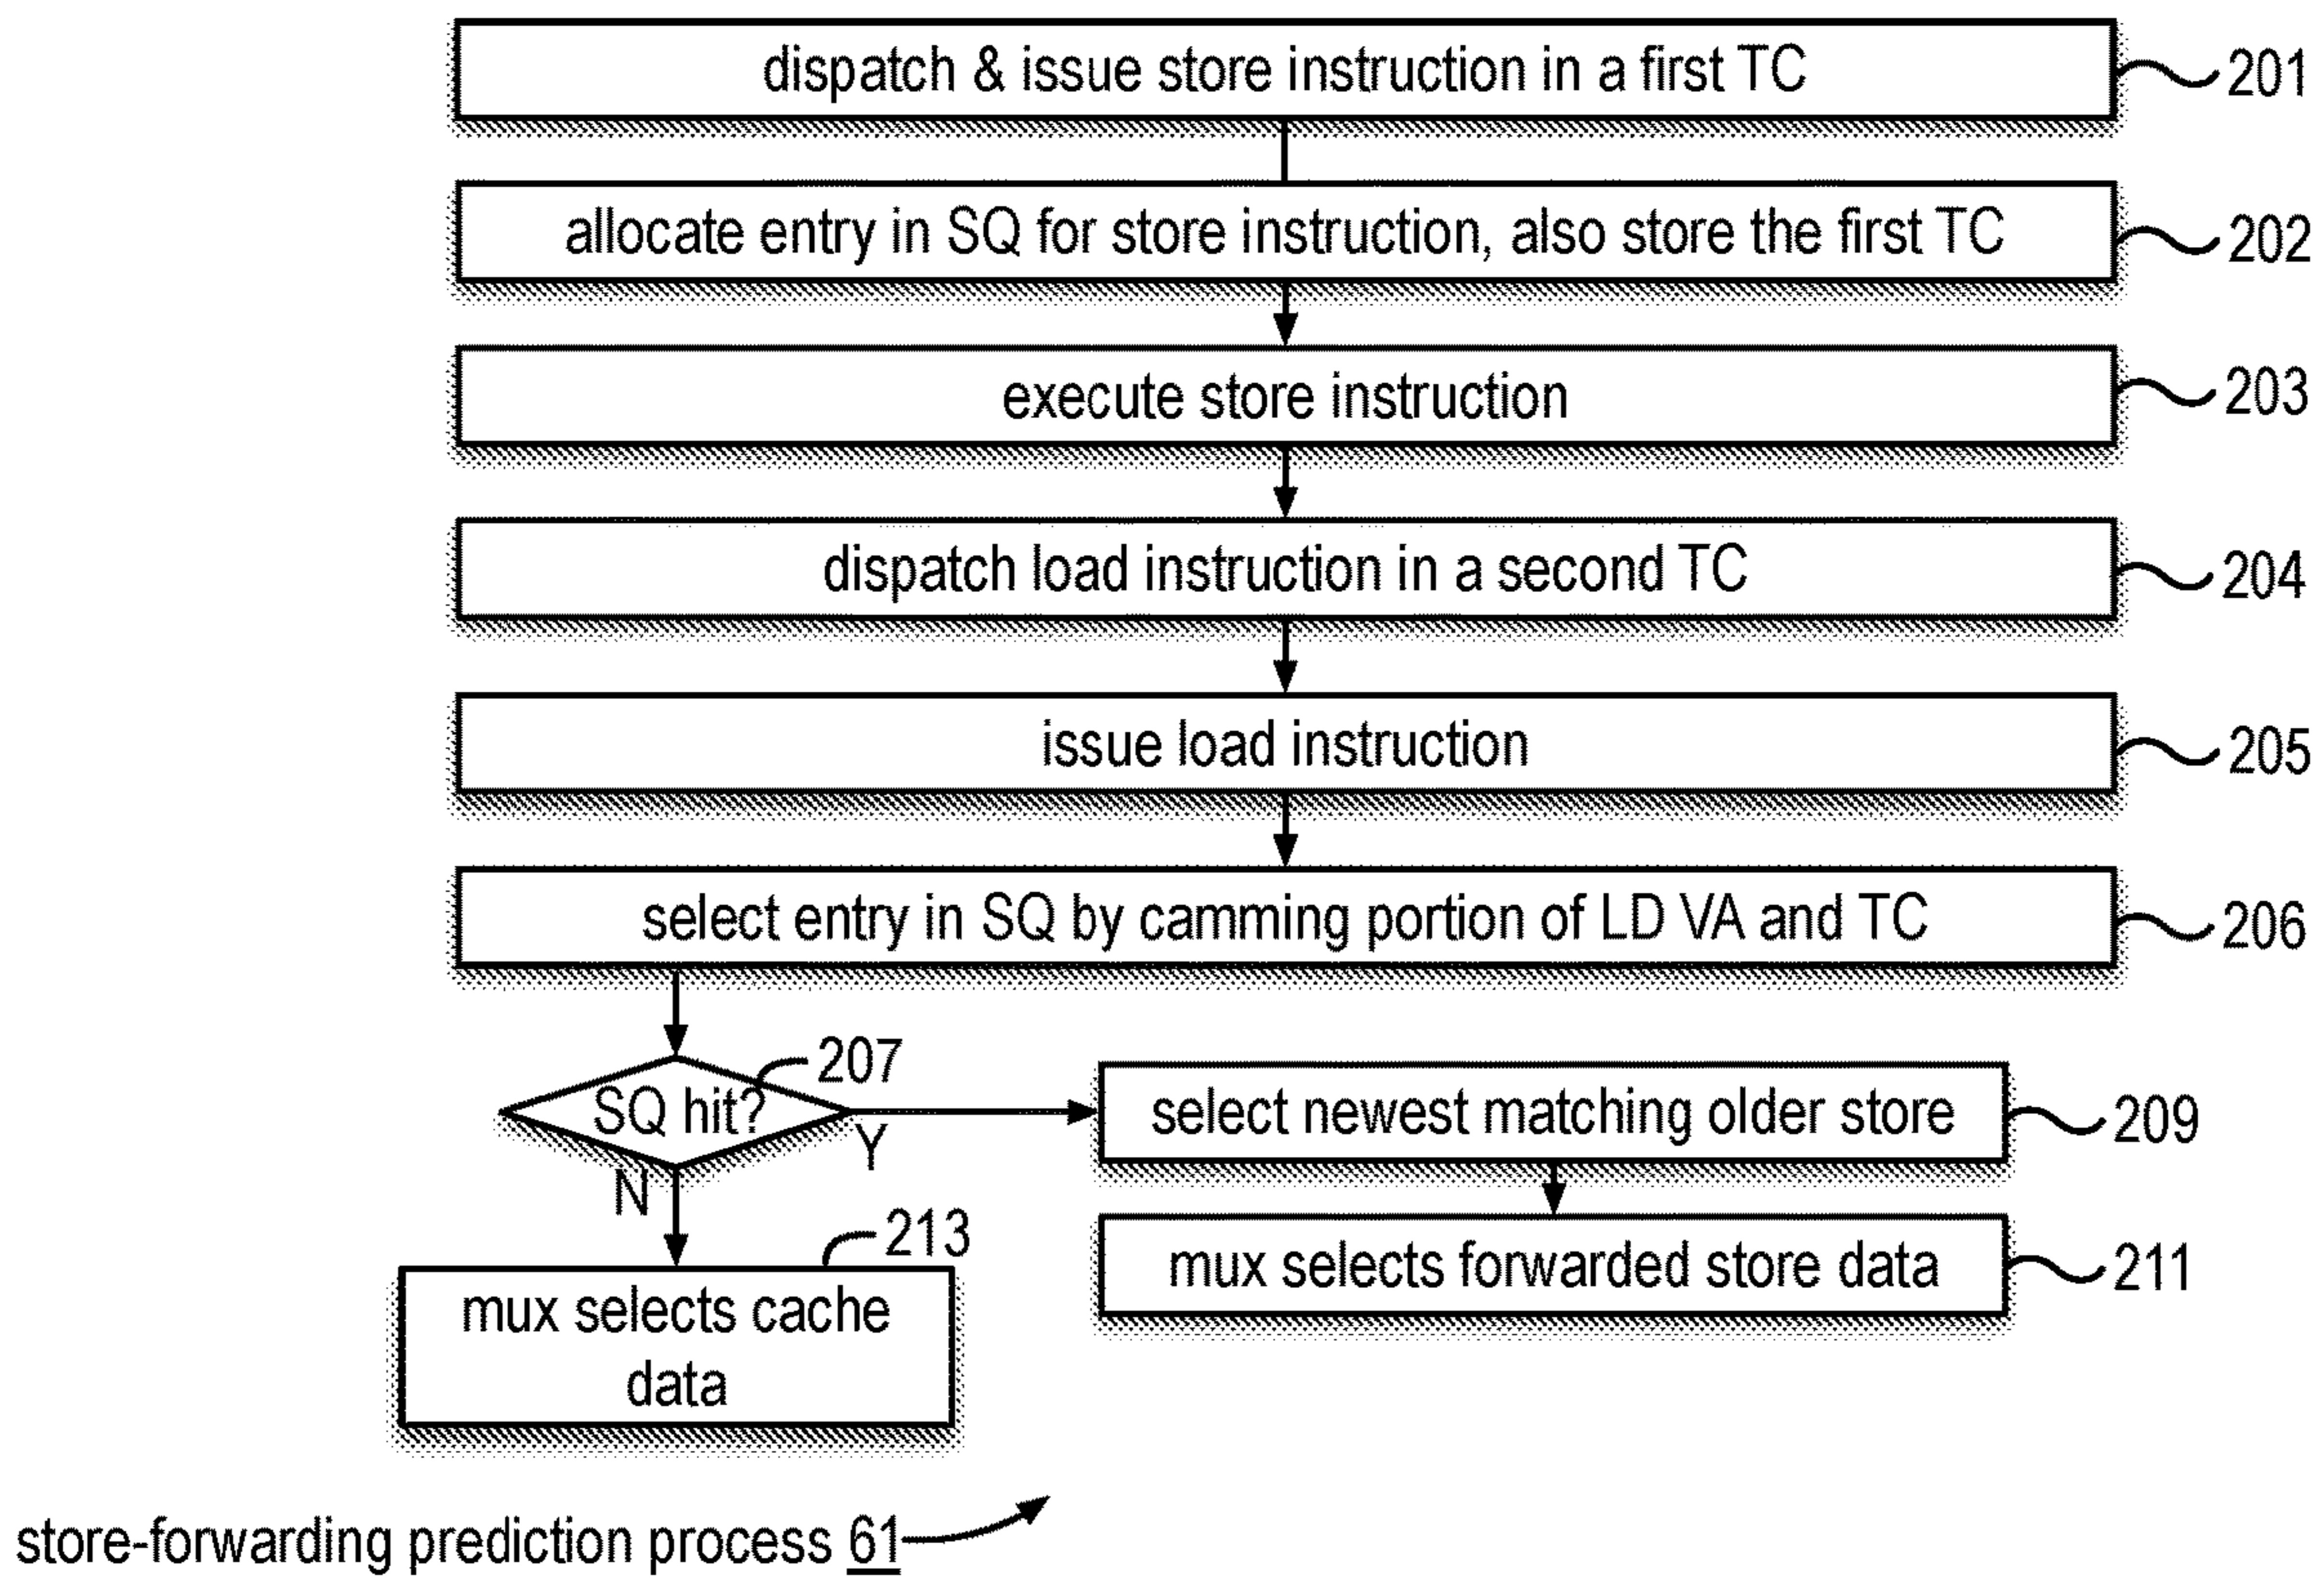 dispatch & issue store instruction in a first TC
201
allocate entry in SQ for store instruction, also store the first TC
202
execute store instruction
203
dispatch load instruction in a second TC
204
issue load instruction
205
select entry in SQ by camming portion of LD VA and TC
206
SQ hit?
207
Y
N
select newest matching older store
209
mux selects forwarded store data
211
213
mux selects cache
data
store-forwarding prediction process 61